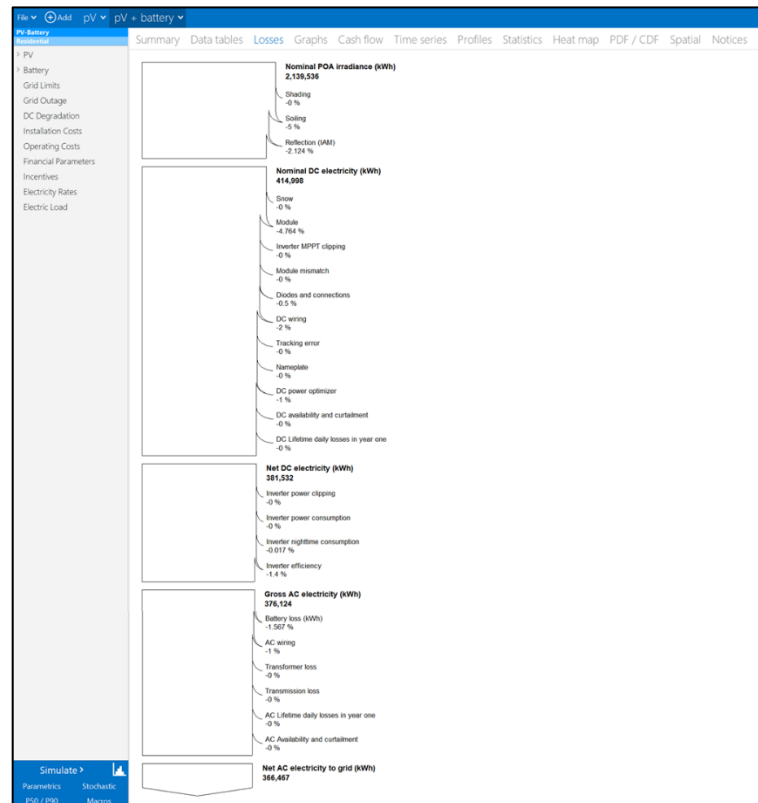 File Add pV pV + battery
PV-Battery
Residential
Summary Data tables Losses Graphs Cash flow Time series Profiles Statistics Heat map PDF / CDF Spatial Notices
> PV
> Battery
Grid Limits
Grid Outage
DC Degradation
Installation Costs
Operating Costs
Financial Parameters
Incentives
Electricity Rates
Electric Load
Nominal POA irradiance (kWh)
2,139,536
Shading
-0 %
Soiling
-5 %
Reflection (IAM)
-2.124 %
Nominal DC electricity (kWh)
414,998
Snow
-0 %
Module
-4.764 %
Inverter MPPT clipping
-0 %
Module mismatch
-0 %
Diodes and connections
-0.5 %
DC wiring
-2 %
Tracking error
-0 %
Nameplate
-0 %
DC power optimizer
-1 %
DC availability and curtailment
-0 %
DC Lifetime daily losses in year one
-0 %
Net DC electricity (kWh)
381,532
Inverter power clipping
-0 %
Inverter power consumption
-0 %
Inverter nighttime consumption
-0.017 %
Inverter efficiency
-1.4 %
Gross AC electricity (kWh)
376,124
Battery loss (kWh)
-1.567 %
AC wiring
-1 %
Transformer loss
-0 %
Transmission loss
-0 %
AC Lifetime daily losses in year one
-0 %
AC Availability and curtailment
-0 %
Net AC electricity to grid (kWh)
366,467
Simulate >
Parametrics Stochastic
P50 / P90 Macros